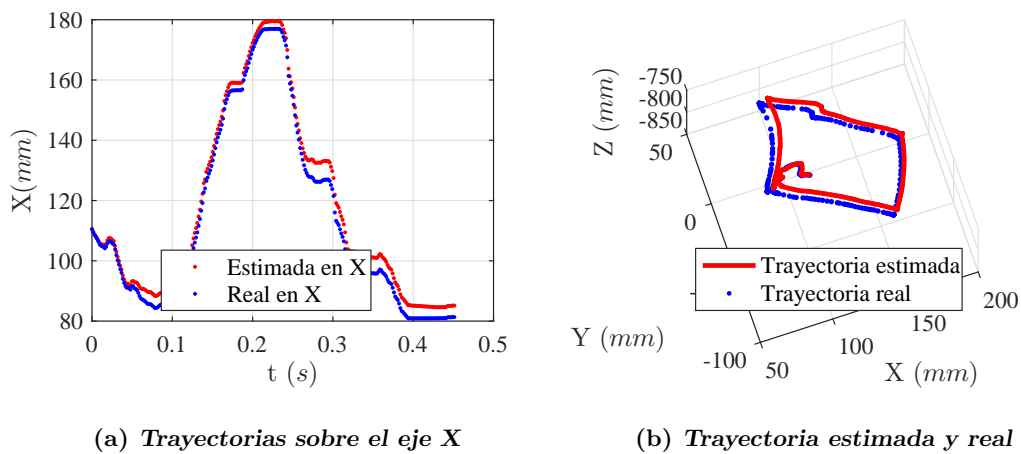 180
160
140
120
100
80
X(mm)
0
0.1
0.2
0.3
0.4
0.5
t (s)
Estimada en X
Real en X
-750
-800
-850
Z (mm)
50
0
-100
Y (mm)
50
100
150
200
X (mm)
Trayectoria estimada
Trayectoria real
(a) Trayectorias sobre el eje X
(b) Trayectoria estimada y real